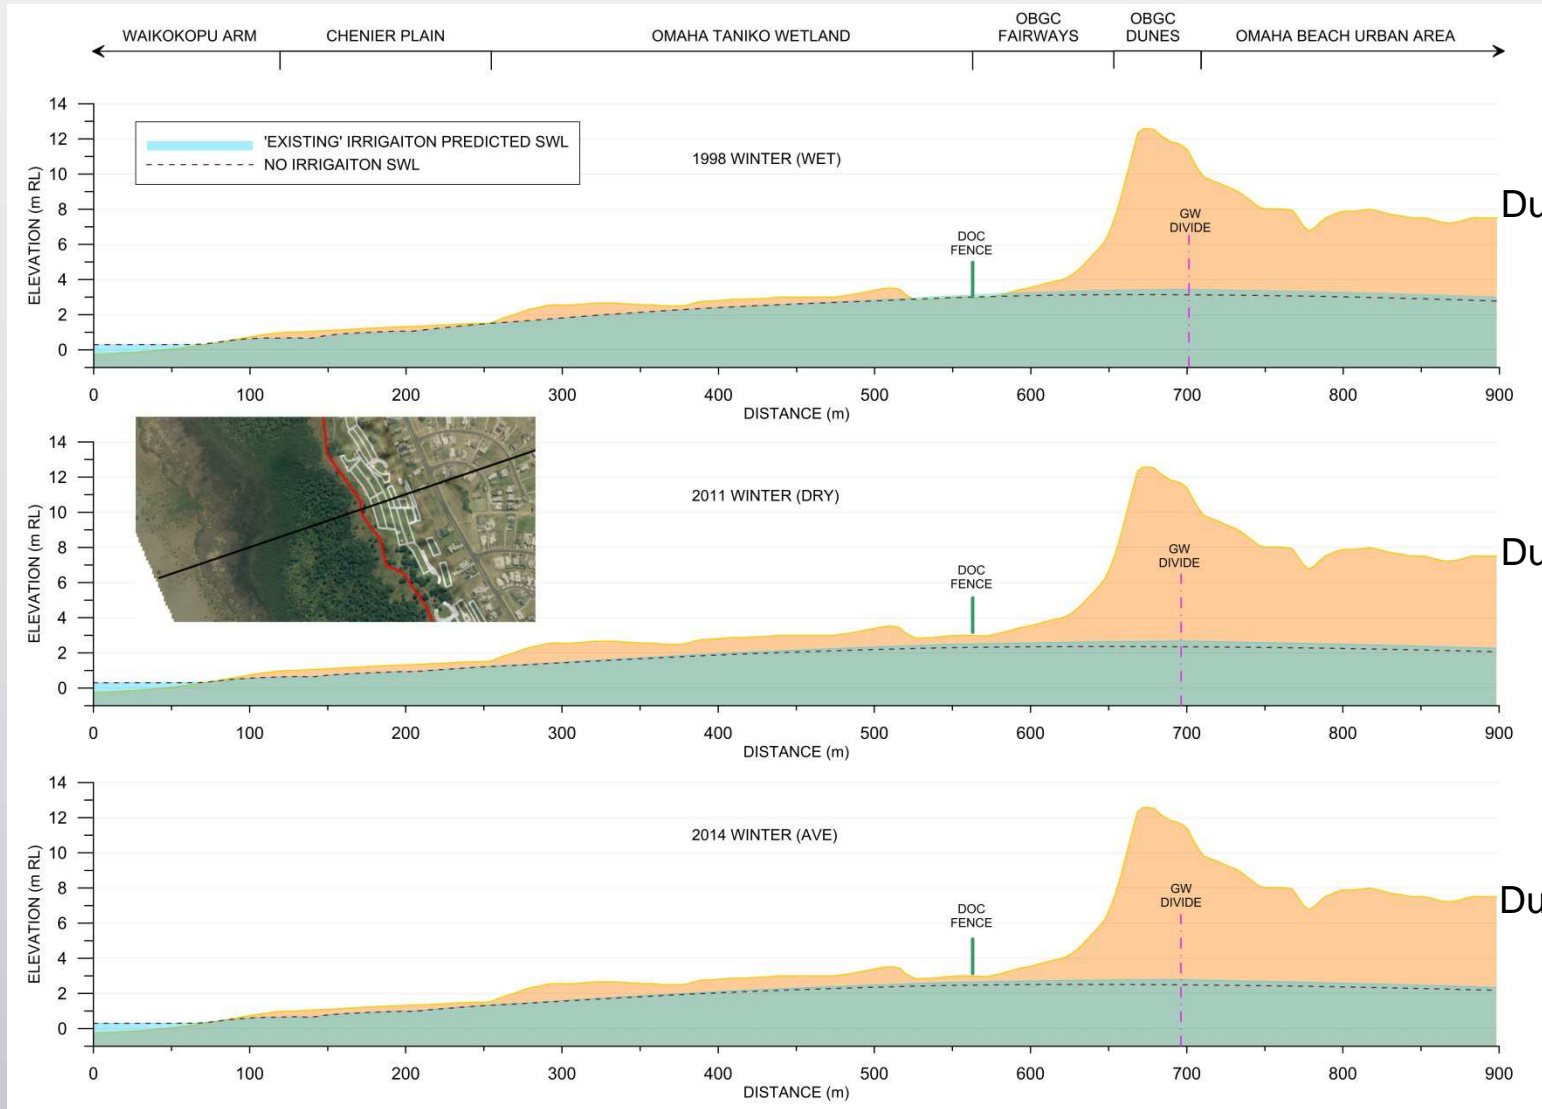 WAIKOKOPU ARM
CHENIER PLAIN
OMAHA TANIKO WETLAND
OBGC
FAIRWAYS
OBGC
DUNES
OMAHA BEACH URBAN AREA
ELEVATION (m RL)
14
12
10
8
6
4
2
0
'EXISTING' IRRIGAITON PREDICTED SWL
NO IRRIGAITON SWL
1998 WINTER (WET)
DOC
FENCE
GW
DIVIDE
Du
0 100 200 300 400 500 600 700 800 900
DISTANCE (m)
ELEVATION (m RL)
14
12
10
8
6
4
2
0
2011 WINTER (DRY)
DOC
FENCE
GW
DIVIDE
Du
0 100 200 300 400 500 600 700 800 900
DISTANCE (m)
ELEVATION (m RL)
14
12
10
8
6
4
2
0
2014 WINTER (AVE)
DOC
FENCE
GW
DIVIDE
Du
0 100 200 300 400 500 600 700 800 900
DISTANCE (m)